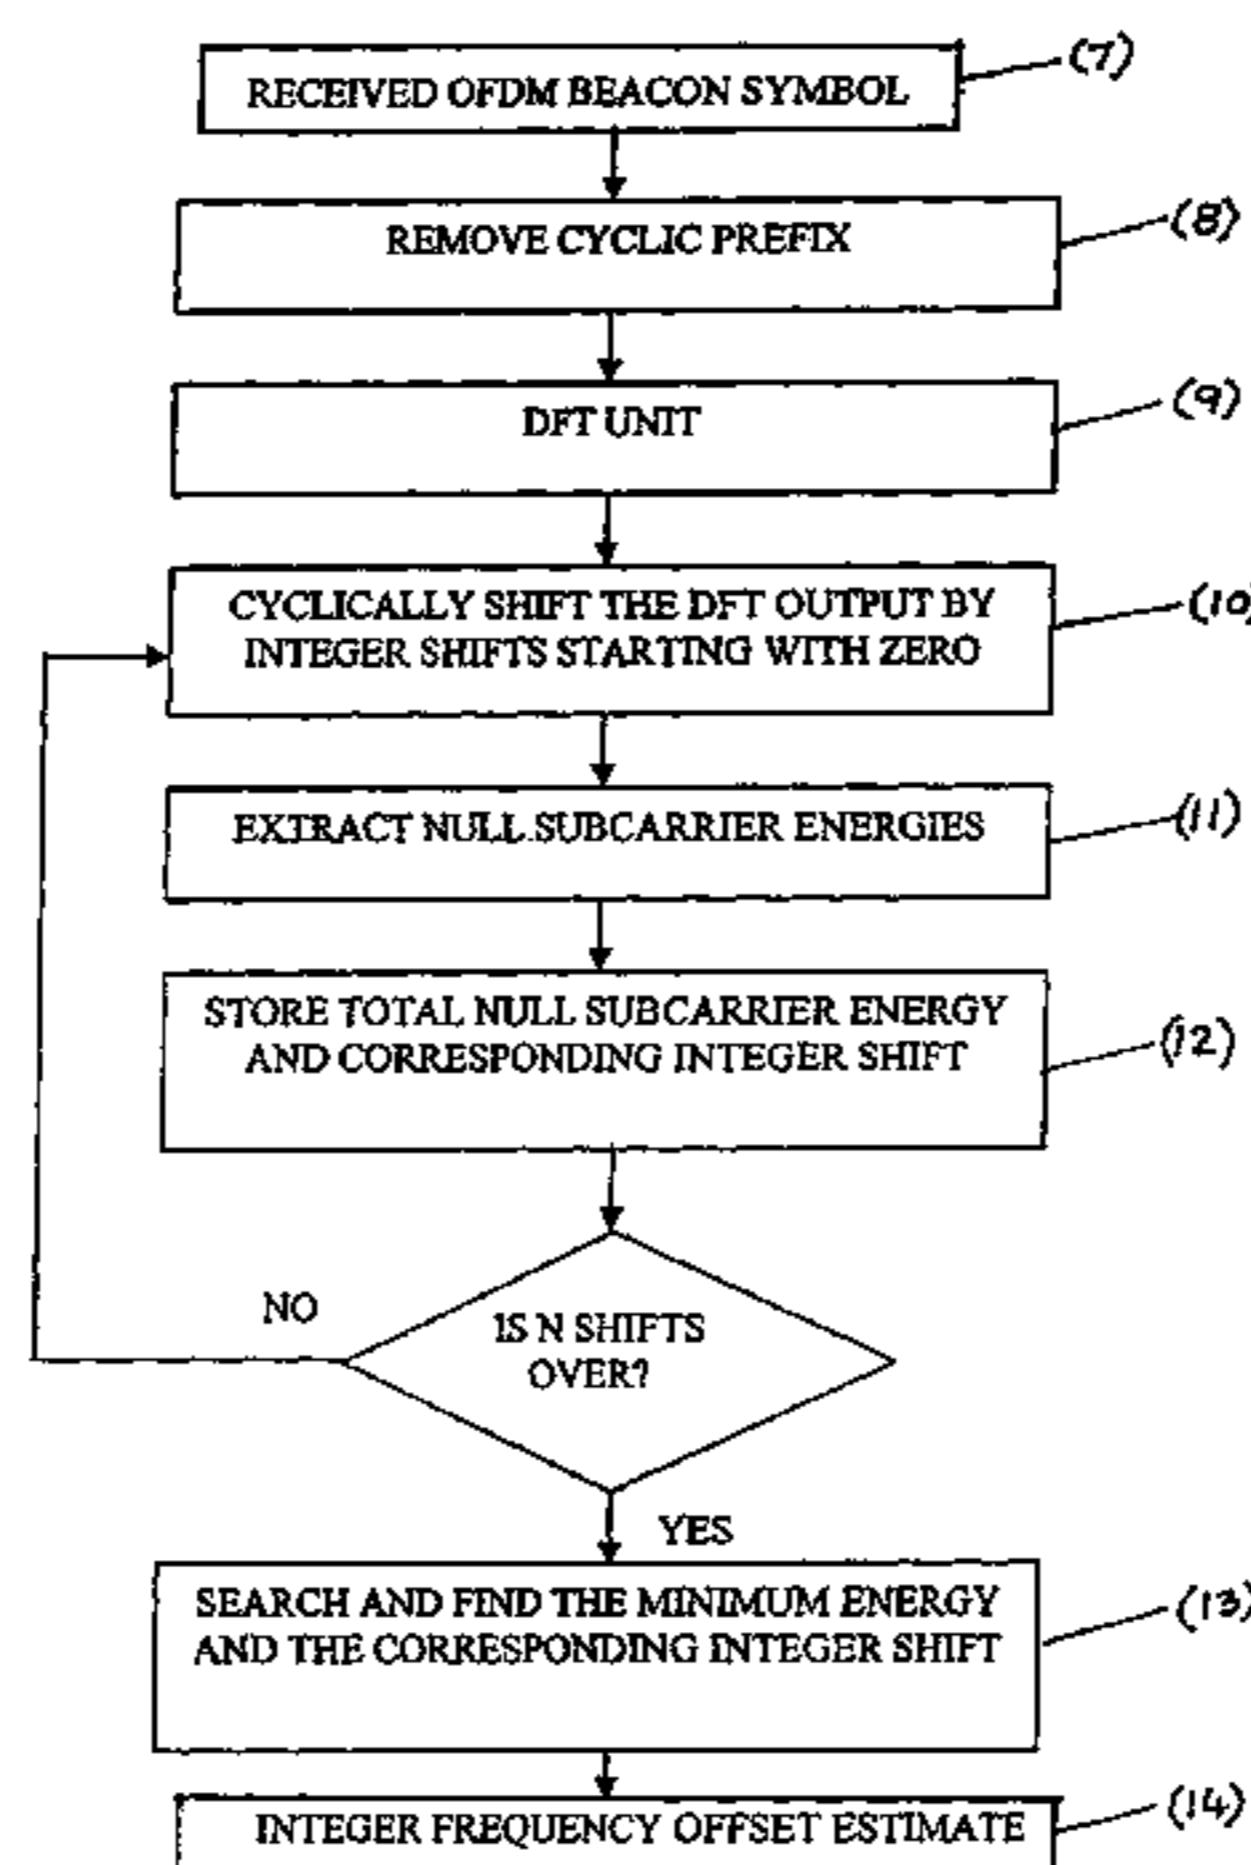 RECEIVED OFDM BEACON SYMBOL
(7)
REMOVE CYCLIC PREFIX
(8)
DFT UNIT
(9)
CYCLICALLY SHIFT THE DFT OUTPUT BY
INTEGER SHIFTS STARTING WITH ZERO
(10)
EXTRACT NULL SUBCARRIER ENERGIES
(11)
STORE TOTAL NULL SUBCARRIER ENERGY
AND CORRESPONDING INTEGER SHIFT
(12)
NO
IS N SHIFTS
OVER?
YES
SEARCH AND FIND THE MINIMUM ENERGY
AND THE CORRESPONDING INTEGER SHIFT
(13)
INTEGER FREQUENCY OFFSET ESTIMATE
(14)